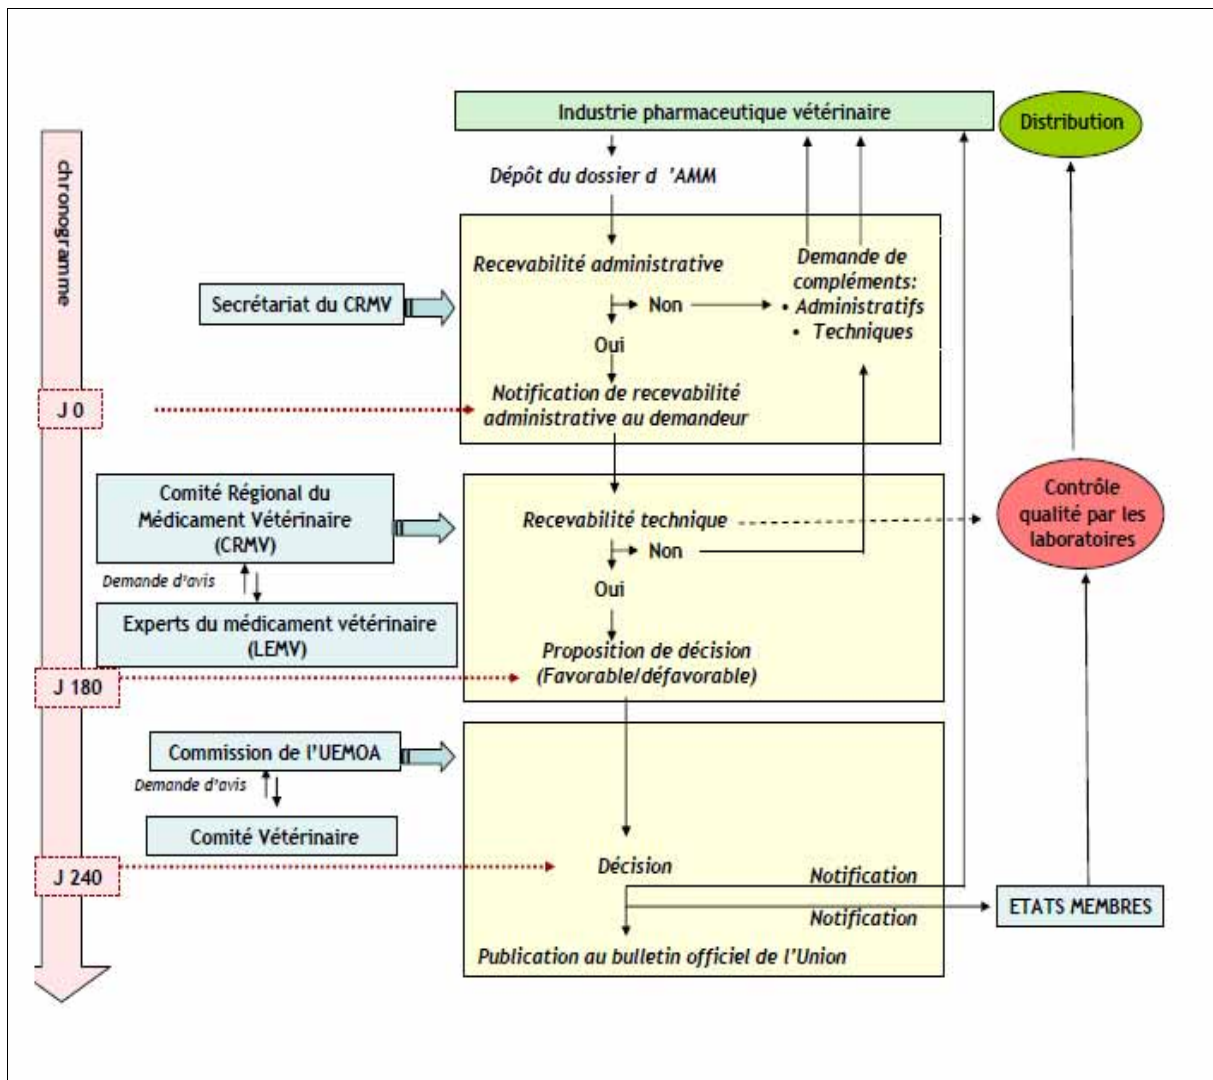 Industrie pharmaceutique vétérinaire
Distribution
chronogramme
Dépôt du dossier d ’AMM
Recevabilité administrative
Demande de
compléments:
• Administratifs
• Techniques
Secrétariat du CRMV
Non
Oui
J 0
Notification de recevabilité
administrative au demandeur
Comité Régional du
Médicament Vétérinaire
(CRMV)
Recevabilité technique
Contrôle
qualité par les
laboratoires
Non
Demande d’avis
Oui
Experts du médicament vétérinaire
(LEMV)
Proposition de décision
(Favorable/défavorable)
J 180
Commission de l’UEMOA
Demande d’avis
Comité Vétérinaire
J 240
Décision
Notification
Notification
ETATS MEMBRES
Publication au bulletin officiel de l’Union